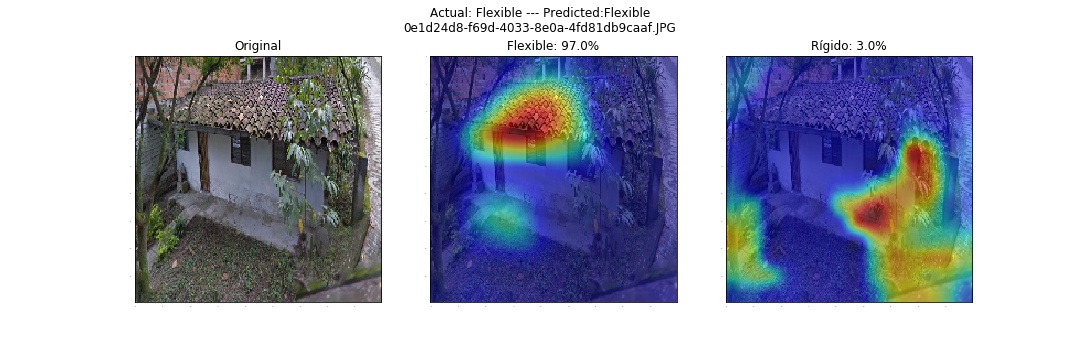 Actual: Flexible --- Predicted:Flexible
0e1d24d8-f69d-4033-8e0a-4fd81db9caaf.JPG
Original
Flexible: 97.0%
Rígido: 3.0%